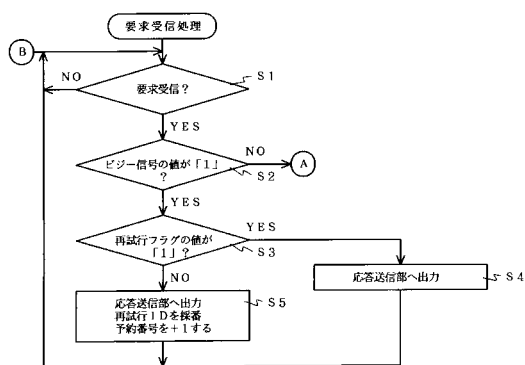 要求受信処理
B
NO
S1
要求受信?
YES
ビジー信号の値が「1」
?
NO
A
S2
YES
再試行フラグの値が
「1」?
YES
S3
NO
応答送信部へ出力
S4
応答送信部へ出力
再試行IDを採番
予約番号を+1する
S5